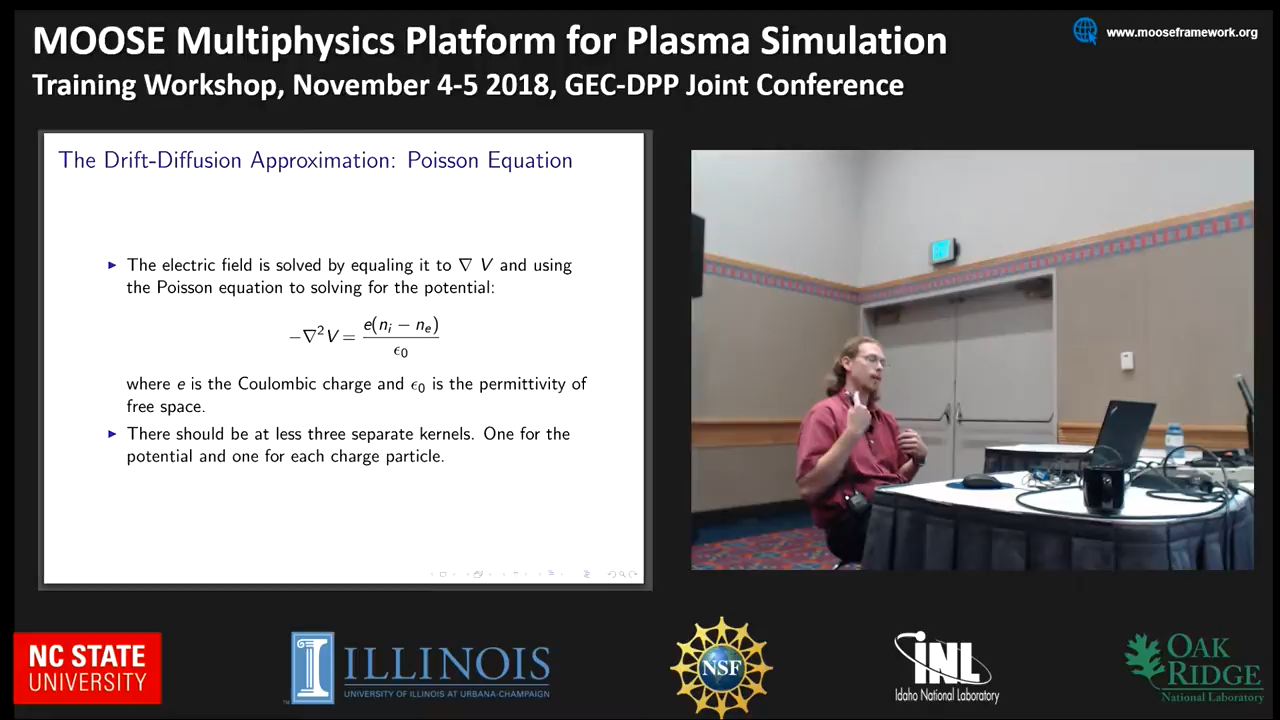 MOOSE Multiphysics Platform for Plasma Simulation
www.mooseframework.org
Training Workshop, November 4-5 2018, GEC-DPP Joint Conference
The Drift-Diffusion Approximation: Poisson Equation
The electric field is solved by equaling it to ∇ V and using
the Poisson equation to solving for the potential:
−∇²V = e(nᵢ − nₑ) / ϵ₀
where e is the Coulombic charge and ϵ₀ is the permittivity of
free space.
There should be at less three separate kernels. One for the
potential and one for each charge particle.
NC STATE
UNIVERSITY
ILLINOIS
UNIVERSITY OF ILLINOIS AT URBANA-CHAMPAIGN
NSF
INL
Idaho National Laboratory
OAK
RIDGE
National Laboratory